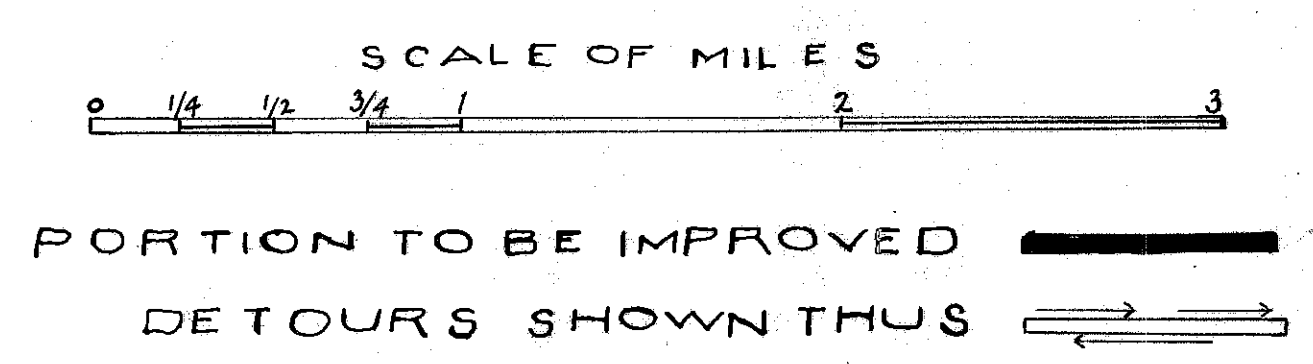 SCALE OF MILES
0 1/4 1/2 3/4 1 2 3
PORTION TO BE IMPROVED
DETOURS SHOWN THUS